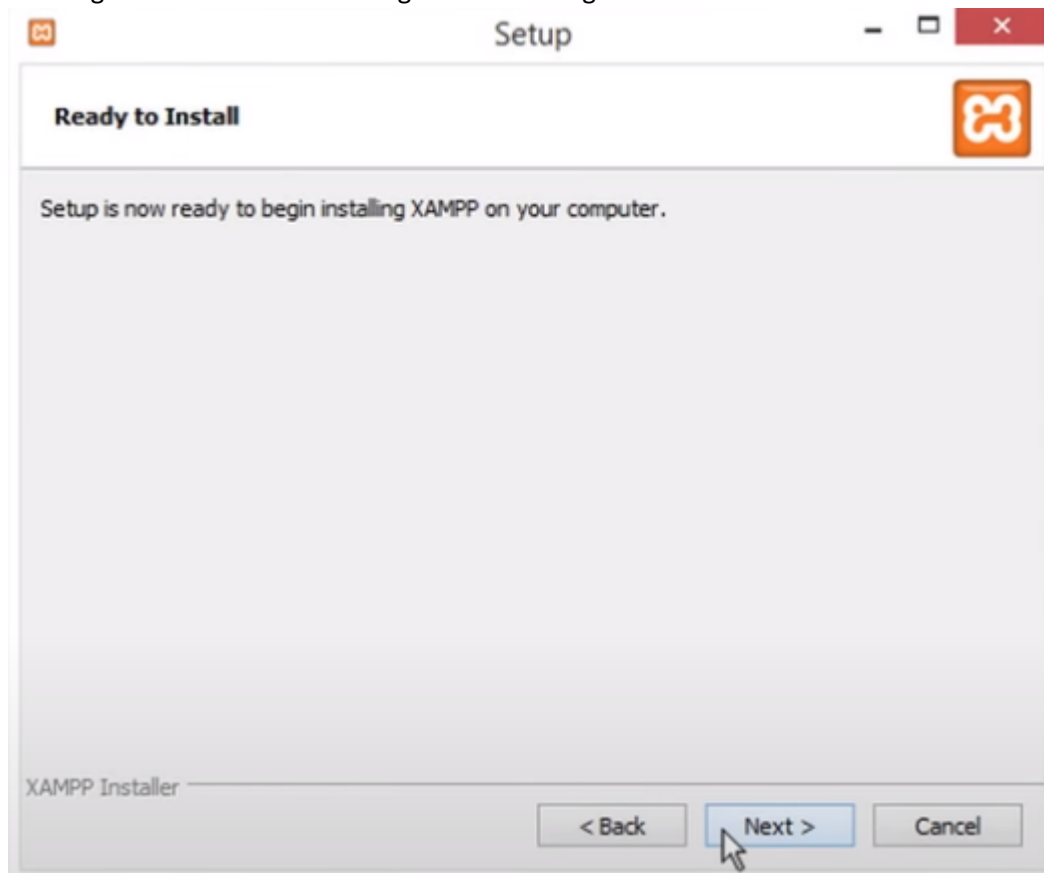 Setup
Ready to Install
Setup is now ready to begin installing XAMPP on your computer.
XAMPP Installer
< Back
Next >
Cancel